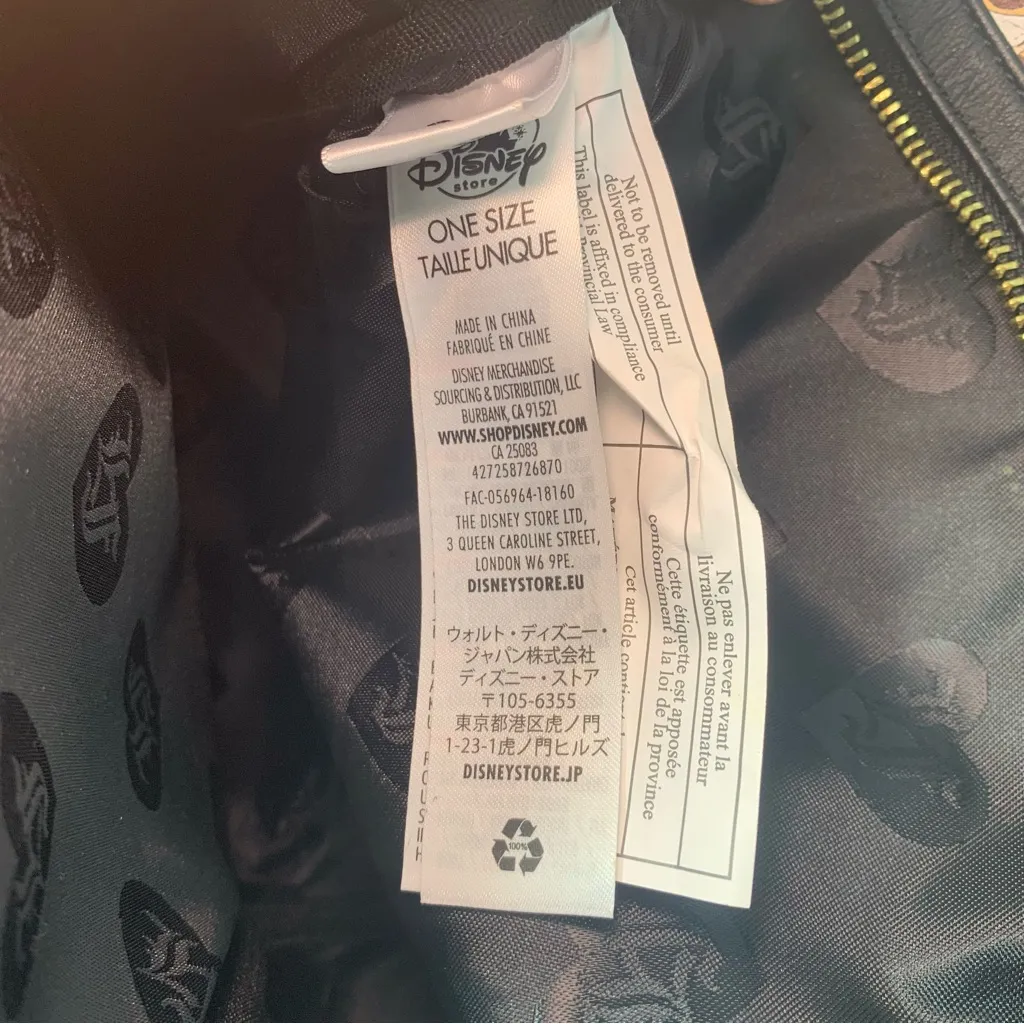 Disney
store
ONE SIZE
TAILLE UNIQUE
MADE IN CHINA
FABRIQUÉ EN CHINE
DISNEY MERCHANDISE
SOURCING & DISTRIBUTION, LLC
BURBANK, CA 91521
WWW.SHOPDISNEY.COM
CA 25083
427258726870
FAC-056964-18160
THE DISNEY STORE LTD,
3 QUEEN CAROLINE STREET,
LONDON W6 9PE.
DISNEYSTORE.EU
ウォルト・ディズニー・
ジャパン株式会社
ディズニー・ストア
〒105-6355
東京都港区虎ノ門
1-23-1虎ノ門ヒルズ
DISNEYSTORE.JP
100%
Not to be removed until
delivered to the consumer
This label is affixed in compliance
Provincial Law
Ne pas enlever avant la
livraison au consommateur
Cette étiquette est apposée
conformément à la loi de la province
Cet article